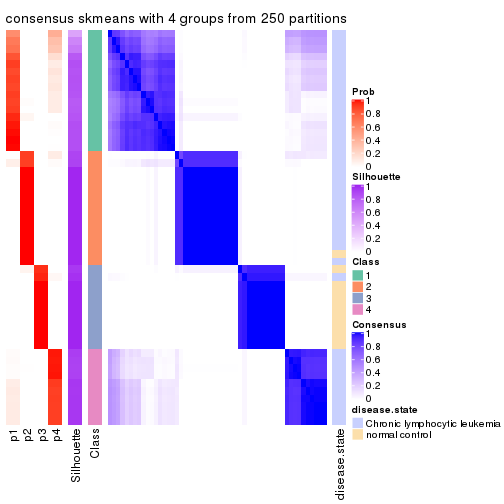 consensus skmeans with 4 groups from 250 partitions
Prob
1
0.8
0.6
0.4
0.2
0
Silhouette
1
0.8
0.6
0.4
0.2
0
Class
1
2
3
4
Consensus
1
0.8
0.6
0.4
0.2
0
disease.state
Chronic lymphocytic leukemia
normal control
p1
p2
p3
p4
Silhouette
Class
disease.state